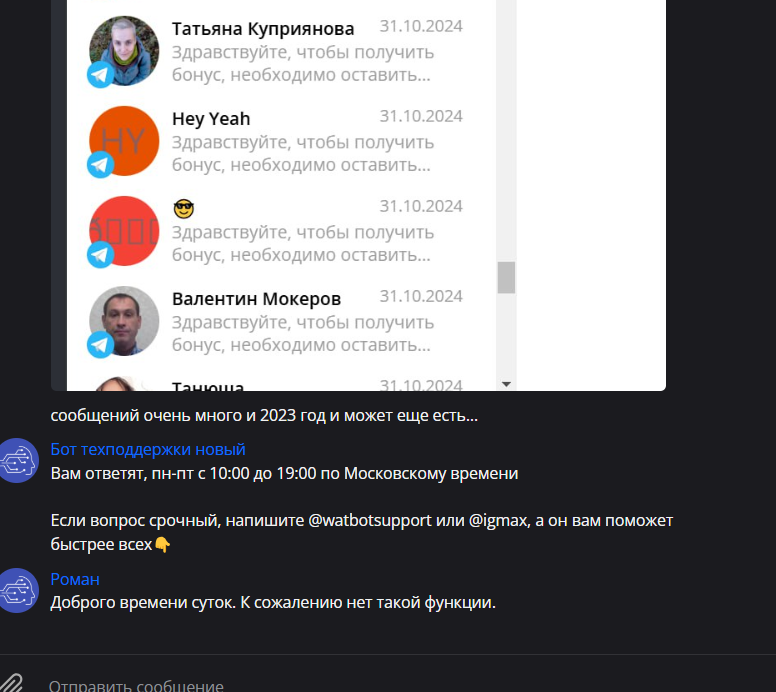 Татьяна Куприянова 31.10.2024
Здравствуйте, чтобы получить
бонус, необходимо оставить...
HY
Hey Yeah 31.10.2024
Здравствуйте, чтобы получить
бонус, необходимо оставить...
😎 31.10.2024
Здравствуйте, чтобы получить
бонус, необходимо оставить...
Валентин Мокеров 31.10.2024
Здравствуйте, чтобы получить
бонус, необходимо оставить...
Танюша 31.10.2024
сообщений очень много и 2023 год и может еще есть...
Бот техподдержки новый
Вам ответят, пн-пт с 10:00 до 19:00 по Московскому времени
Если вопрос срочный, напишите @watbotsupport или @igmax, а он вам поможет
быстрее всех👇
Роман
Доброго времени суток. К сожалению нет такой функции.
Отправить сообщение